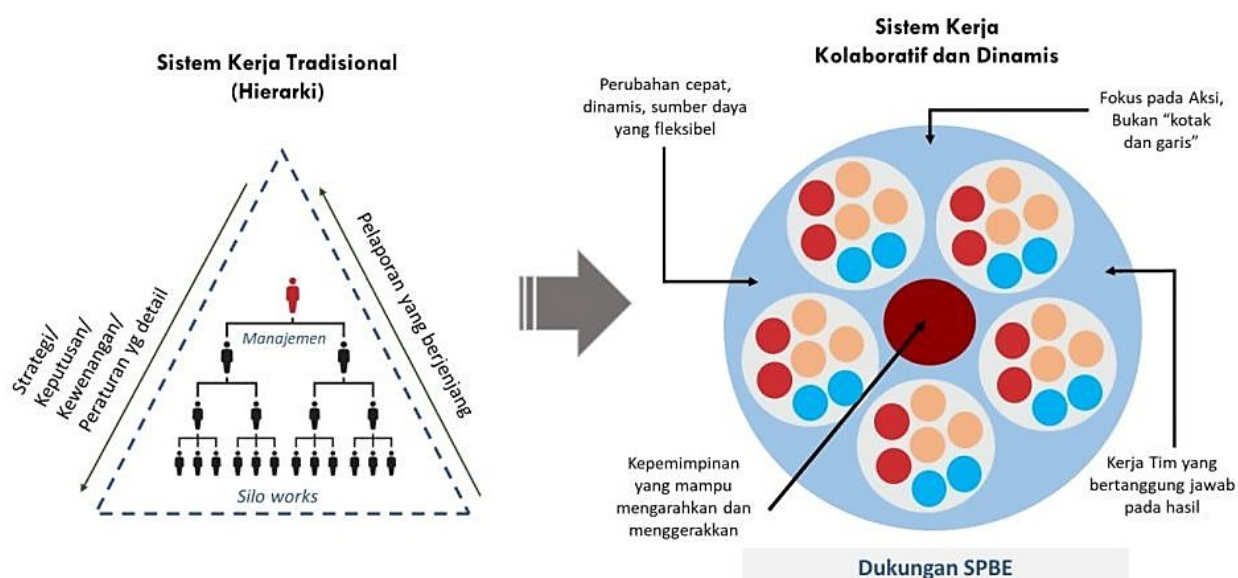 Sistem Kerja Tradisional
(Hierarki)
Strategi/
Keputusan/
Kewenangan/
Peraturan yg detail
Pelaporan yang berjenjang
Manajemen
Silo works
Sistem Kerja
Kolaboratif dan Dinamis
Perubahan cepat,
dinamis, sumber daya
yang fleksibel
Fokus pada Aksi,
Bukan “kotak
dan garis”
Kepemimpinan
yang mampu
mengarahkan dan
menggerakkan
Kerja Tim yang
bertanggung jawab
pada hasil
Dukungan SPBE